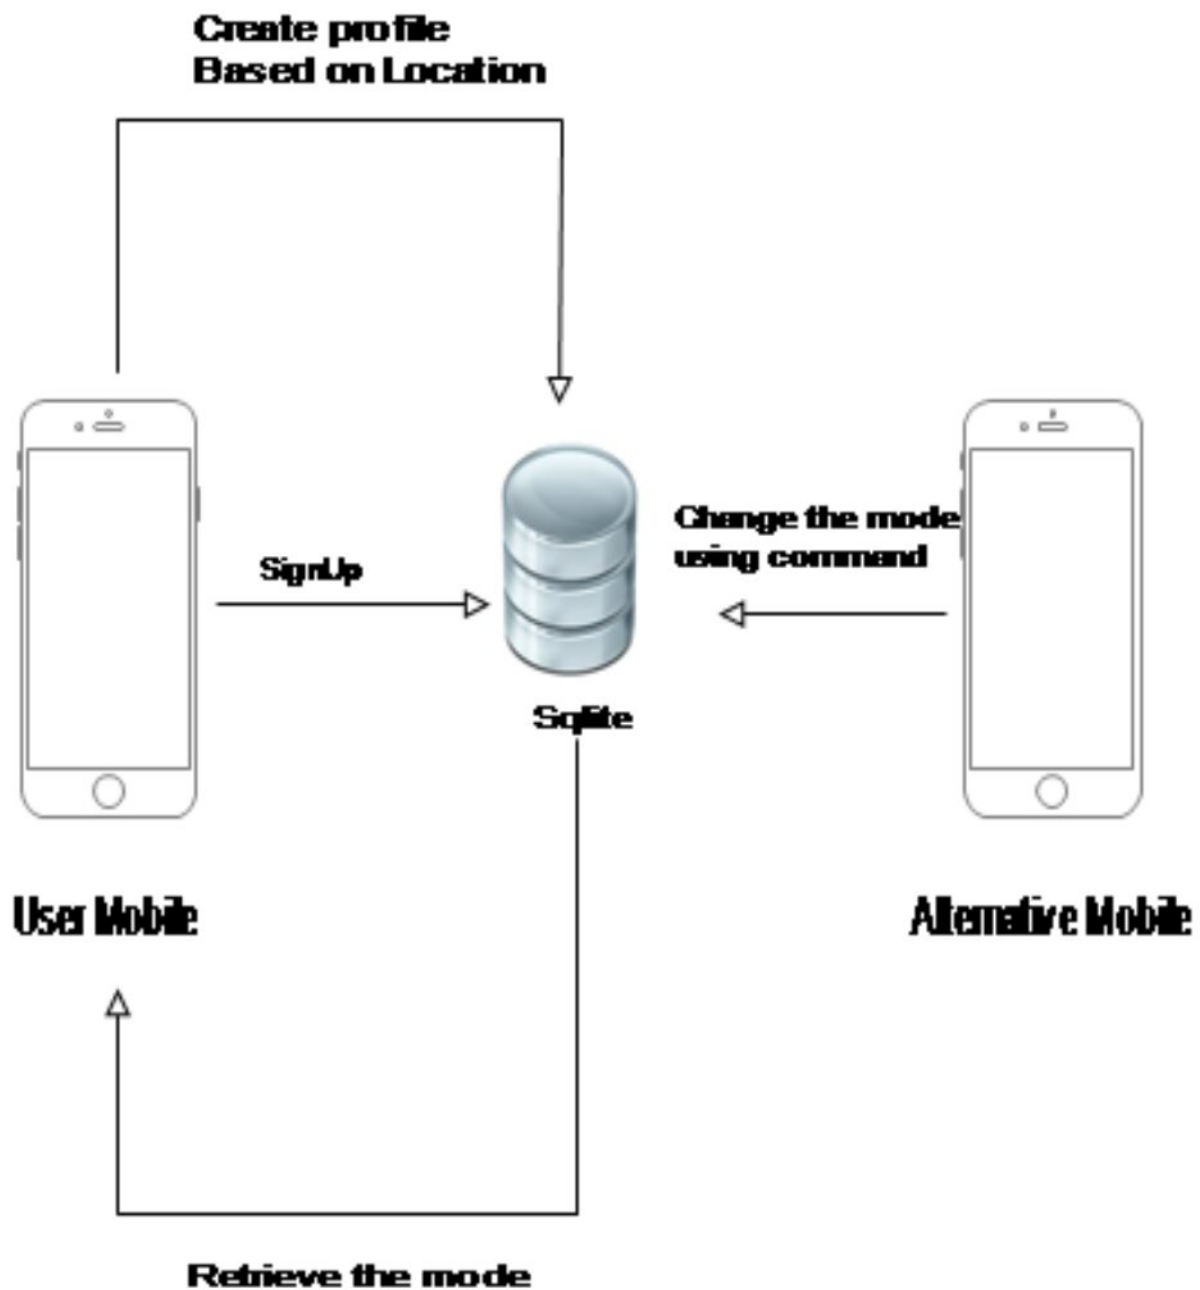 Create profile
Based on Location
Change the mode
using command
SignUp
Sqlite
User Mobile
Alternative Mobile
Retrieve the mode